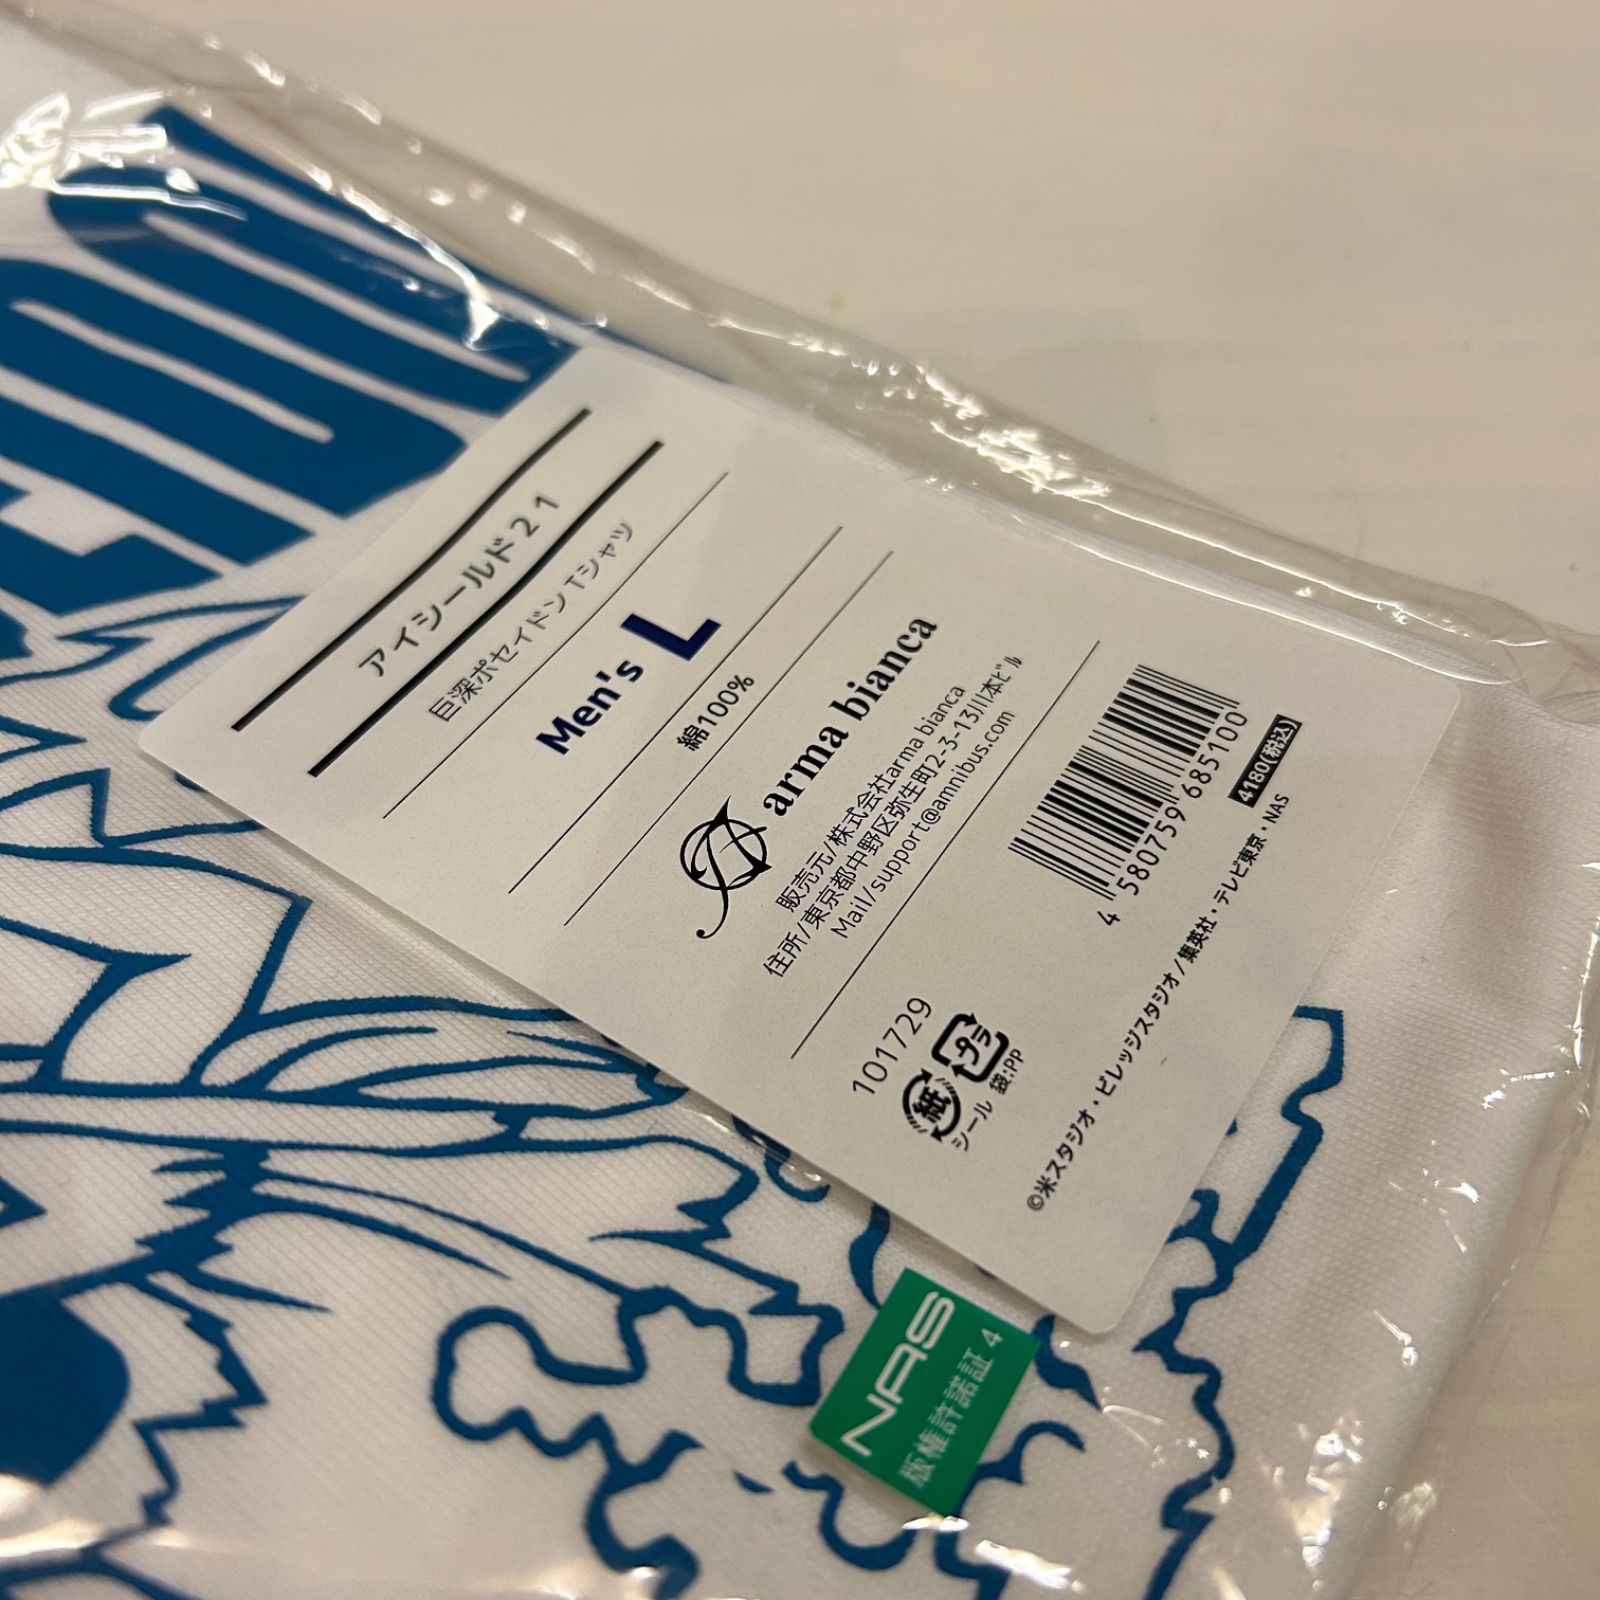 アイシールド21
巨深ポセイドン Tシャツ
Men's L
綿100%
arma bianca
販売元/株式会社arma bianca
住所/東京都中野区弥生町2-3-13川本ﾋﾞﾙ
Mail/support@amnibus.com
4 580759 685100
4180(税込)
101729
紙
プラ
シール 袋:PP
©米スタジオ・ビレッジスタジオ/集英社・テレビ東京・NAS
NAS
版権許諾証 4